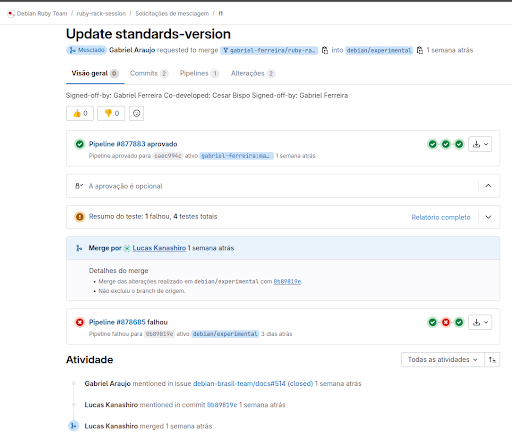 Debian Ruby Team / ruby-rack-session / Solicitações de mesclagem / !1
Update standards-version
Mesclado Gabriel Araujo requested to merge gabriel-ferreira/ruby-ra... into debian/experimental 1 semana atrás
Visão geral 0 Commits 2 Pipelines 1 Alterações 2
Signed-off-by: Gabriel Ferreira Co-developed: Cesar Bispo Signed-off-by: Gabriel Ferreira
👍 0 👎 0
Pipeline #877883 aprovado
Pipeline aprovado para caec994c ativo gabriel-ferreira:ma... 1 semana atrás
A aprovação é opcional
Resumo do teste: 1 falhou, 4 testes totais Relatório completo
Merge por Lucas Kanashiro 1 semana atrás
Detalhes do merge
• Merge das alterações realizado em debian/experimental com 0b89819e.
• Não excluiu o branch de origem.
Pipeline #878685 falhou
Pipeline falhou para 0b89819e ativo debian/experimental 3 dias atrás
Atividade Todas as atividades
Gabriel Araujo mentioned in issue debian-brasil-team/docs#514 (closed) 1 semana atrás
Lucas Kanashiro mentioned in commit 0b89819e 1 semana atrás
Lucas Kanashiro merged 1 semana atrás